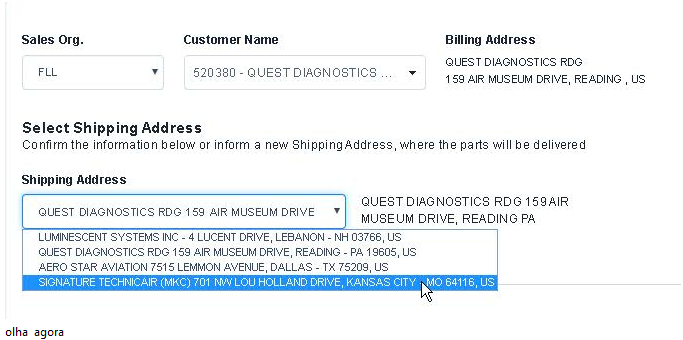 Sales Org.
Customer Name
Billing Address
FLL
520380 - QUEST DIAGNOSTICS ...
QUEST DIAGNOSTICS RDG
159 AIR MUSEUM DRIVE, READING , US
Select Shipping Address
Confirm the information below or inform a new Shipping Address, where the parts will be delivered
Shipping Address
QUEST DIAGNOSTICS RDG 159 AIR MUSEUM DRIVE
QUEST DIAGNOSTICS RDG 159 AIR
MUSEUM DRIVE, READING PA
LUMINESCENT SYSTEMS INC - 4 LUCENT DRIVE, LEBANON - NH 03766, US
QUEST DIAGNOSTICS RDG 159 AIR MUSEUM DRIVE, READING - PA 19605, US
AERO STAR AVIATION 7515 LEMMON AVENUE, DALLAS - TX 75209, US
SIGNATURE TECHNICAIR (MKC) 701 NW LOU HOLLAND DRIVE, KANSAS CITY - MO 64116, US
olha agora